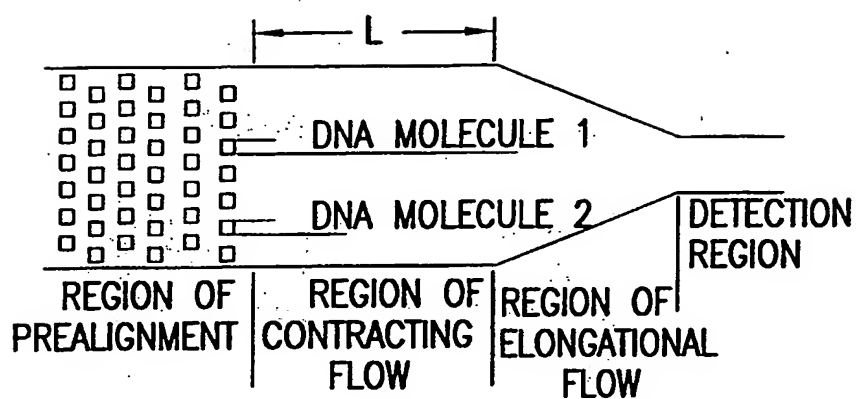 L
DNA MOLECULE 1
DNA MOLECULE 2
DETECTION
REGION
REGION OF
PREALIGNMENT
REGION OF
CONTRACTING
FLOW
REGION OF
ELONGATIONAL
FLOW